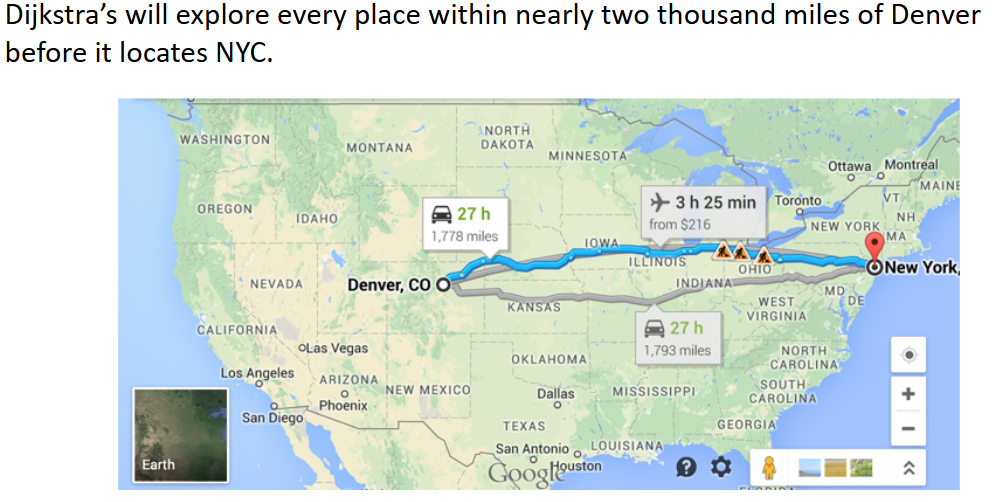 Dijkstra's will explore every place within nearly two thousand miles of Denver
before it locates NYC.
WASHINGTON
MONTANA
NORTH
DAKOTA
MINNESOTA
Ottawa
Montreal
MAINE
OREGON
IDAHO
27 h
1,778 miles
3 h 25 min
from $216
Toronto
VT
NH
NEW YORK
MA
IOWA
ILLINOIS
OHIO
New York,
NEVADA
Denver, CO
INDIANA
MD
DE
KANSAS
WEST
VIRGINIA
27 h
1,793 miles
CALIFORNIA
Las Vegas
Los Angeles
ARIZONA
NEW MEXICO
OKLAHOMA
NORTH
CAROLINA
Dallas
MISSISSIPPI
SOUTH
CAROLINA
Phoenix
San Diego
TEXAS
GEORGIA
San Antonio
LOUISIANA
Houston
Google
Earth